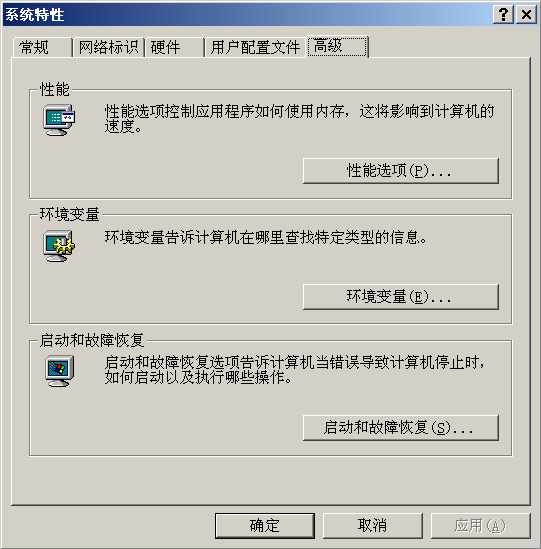 系统特性
常规 网络标识 硬件 用户配置文件 高级
性能
性能选项控制应用程序如何使用内存，这将影响到计算机的
速度。
性能选项(P)...
环境变量
环境变量告诉计算机在哪里查找特定类型的信息。
环境变量(E)...
启动和故障恢复
启动和故障恢复选项告诉计算机当错误导致计算机停止时，
如何启动以及执行哪些操作。
启动和故障恢复(S)...
确定 取消 应用(A)